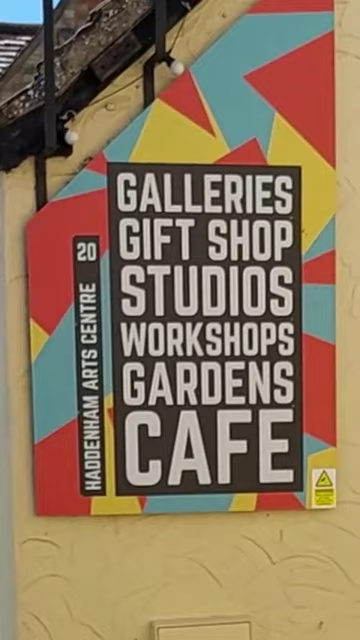 GALLERIES
GIFT SHOP
STUDIOS
WORKSHOPS
GARDENS
CAFE
20
HADDENHAM ARTS CENTRE